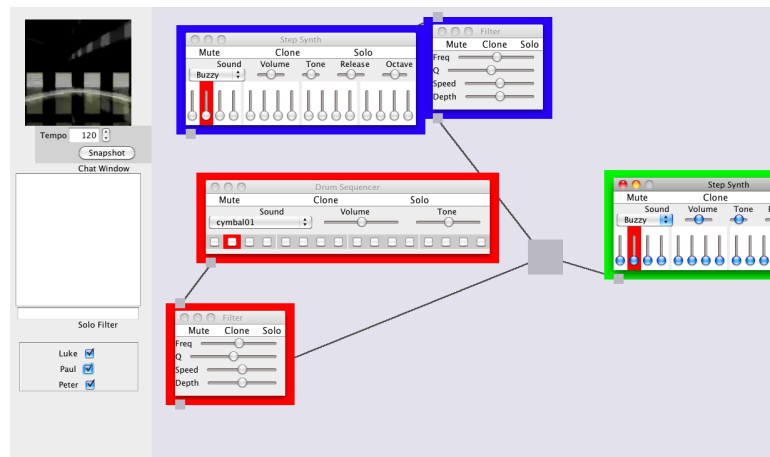 Tempo 120
Snapshot
Chat Window
Solo Filter
Luke
Paul
Peter
Step Synth
Mute Clone Solo
Sound Volume Tone Release Octave
Buzzy
Filter
Mute Clone Solo
Freq
Q
Speed
Depth
Drum Sequencer
Mute Clone Solo
Sound Volume Tone
cymbal01
Filter
Mute Clone Solo
Freq
Q
Speed
Depth
Step Synth
Mute Clone
Sound Volume Tone
Buzzy